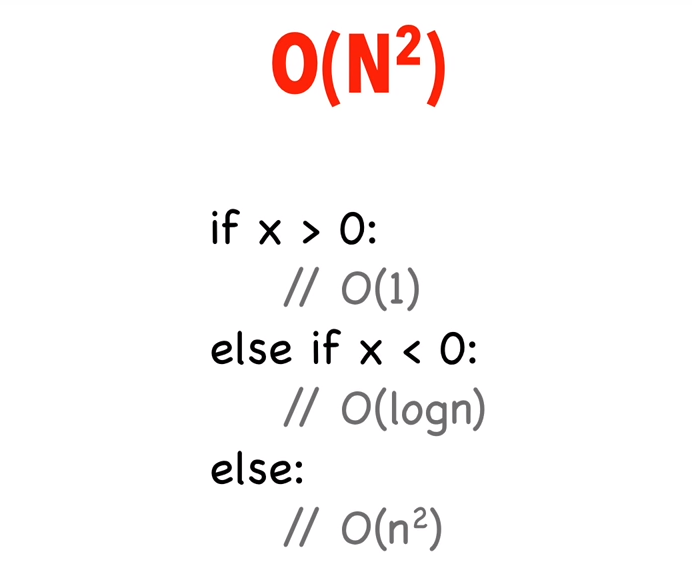 O(N²)
if x > 0:
// O(1)
else if x < 0:
// O(logn)
else:
// O(n²)